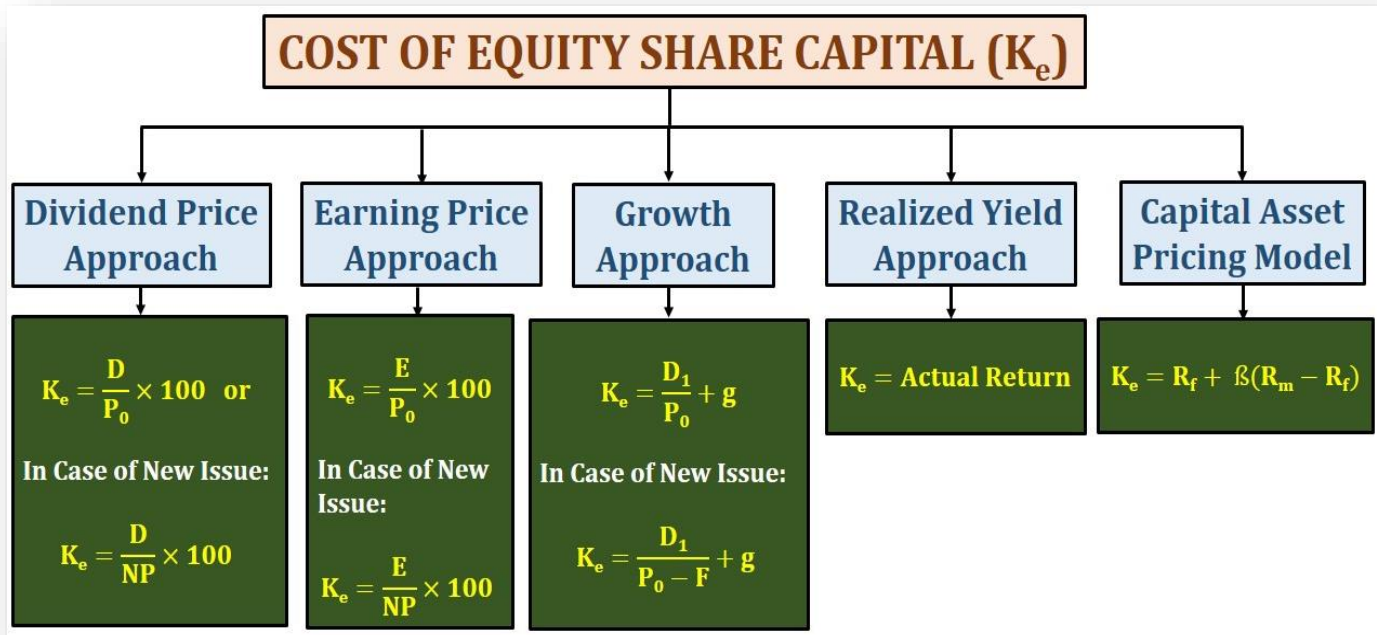 COST OF EQUITY SHARE CAPITAL (Kₑ)
Dividend Price
Approach
Kₑ = D/P₀ × 100 or
In Case of New Issue:
Kₑ = D/NP × 100
Earning Price
Approach
Kₑ = E/P₀ × 100
In Case of New
Issue:
Kₑ = E/NP × 100
Growth
Approach
Kₑ = D₁/P₀ + g
In Case of New Issue:
Kₑ = D₁/(P₀ − F) + g
Realized Yield
Approach
Kₑ = Actual Return
Capital Asset
Pricing Model
Kₑ = R_f + ß(R_m − R_f)